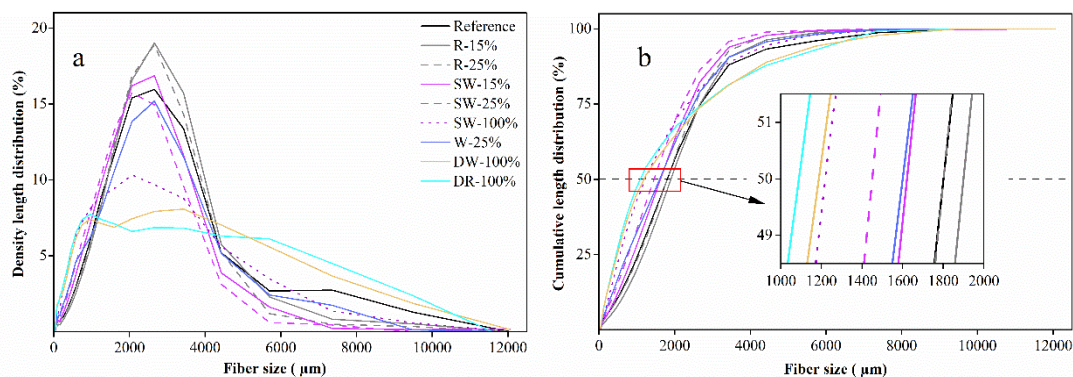 a
Density length distribution (%)
20
15
10
5
0 2000 4000 6000 8000 10000 12000
Fiber size ( µm)
Reference
R-15%
R-25%
SW-15%
SW-25%
SW-100%
W-25%
DW-100%
DR-100%
b
Cumulative length distribution (%)
100
75
50
25
0
0 2000 4000 6000 8000 10000 12000
Fiber size ( µm)
51
50
49
1000 1200 1400 1600 1800 2000